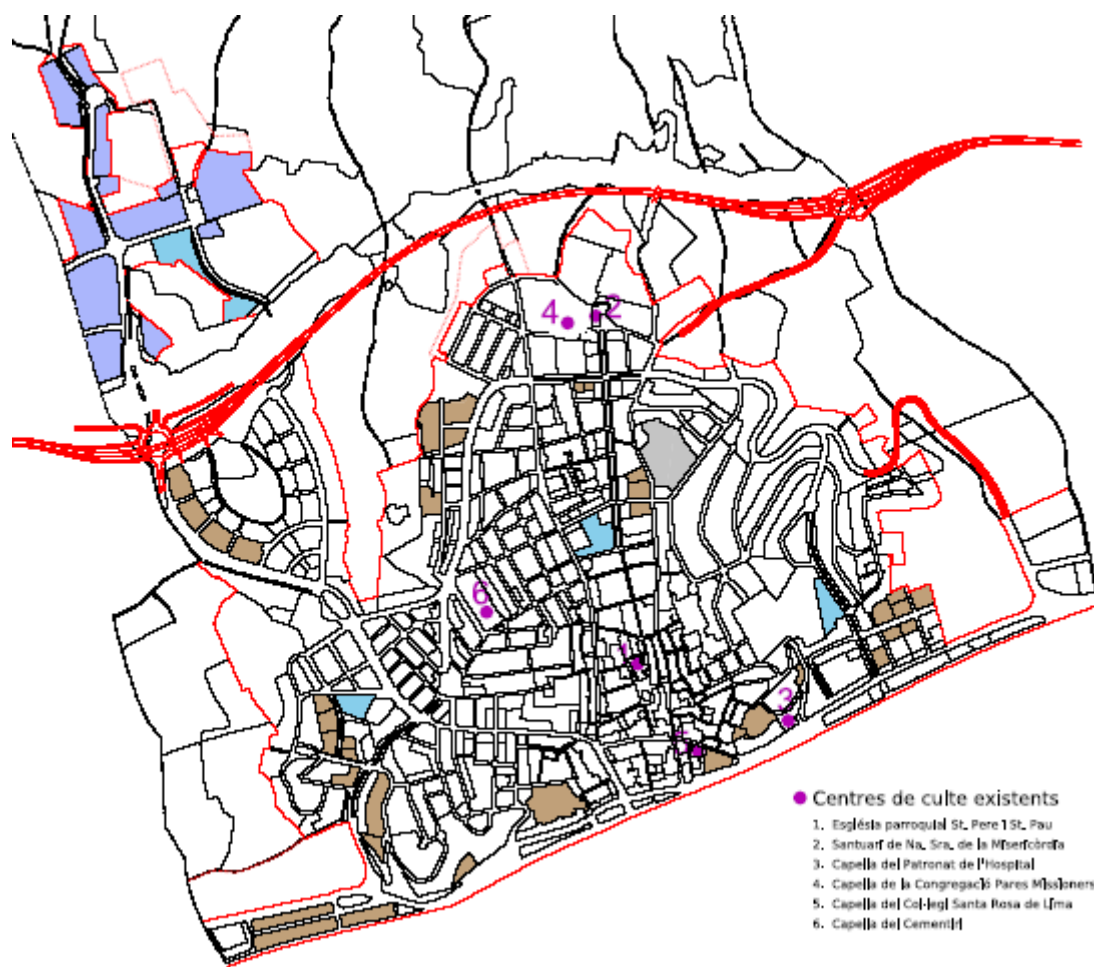 4
2
6
1
3
5
Centres de culte existents
1. Església parroquial St. Pere i St. Pau
2. Santuari de Na. Sra. de la Misericòrdia
3. Capella del Patronat de l'Hospital
4. Capella de la Congregació Pares Missioners
5. Capella del Col·legi Santa Rosa de Lima
6. Capella del Cementiri